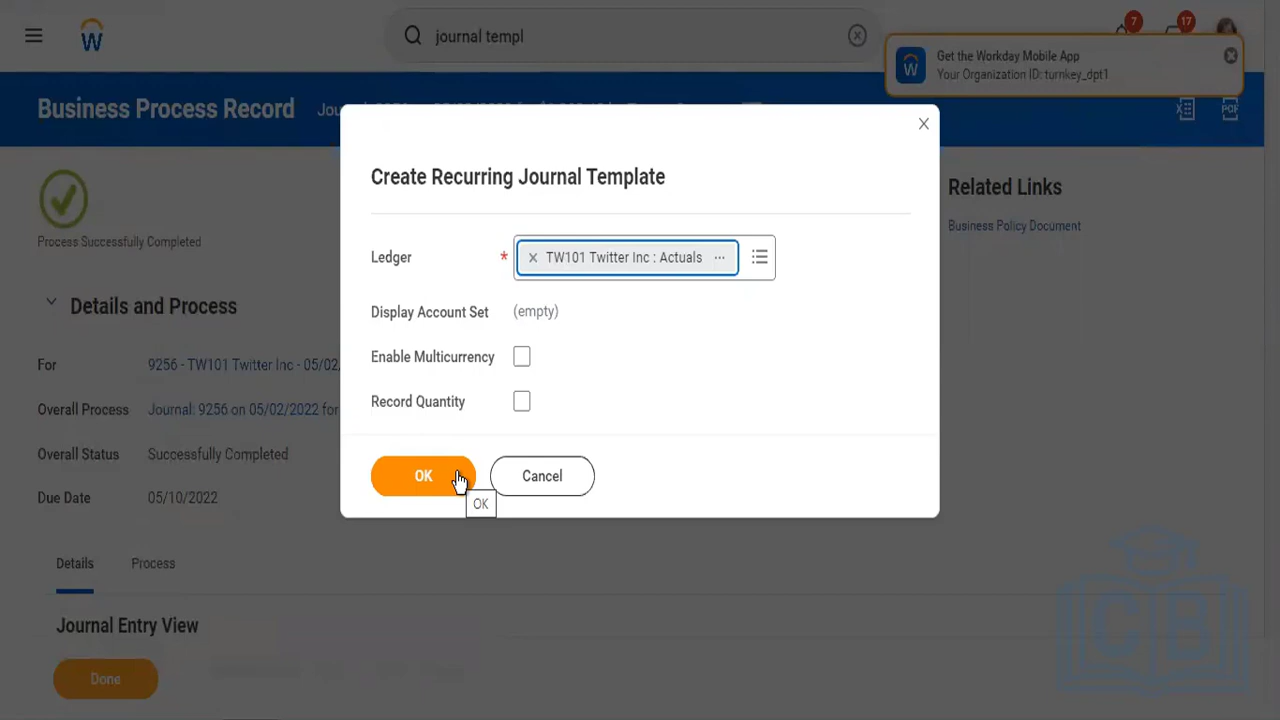 journal templ
7
17
Get the Workday Mobile App
Your Organization ID: turnkey_dpt1
Business Process Record
Create Recurring Journal Template
Related Links
Business Policy Document
Process Successfully Completed
Ledger * TW101 Twitter Inc : Actuals
Details and Process
Display Account Set (empty)
Enable Multicurrency
Record Quantity
For 9256 - TW101 Twitter Inc - 05/02/
Overall Process Journal: 9256 on 05/02/2022 for
Overall Status Successfully Completed
Due Date 05/10/2022
OK
Cancel
OK
Details Process
Journal Entry View
Done
CB